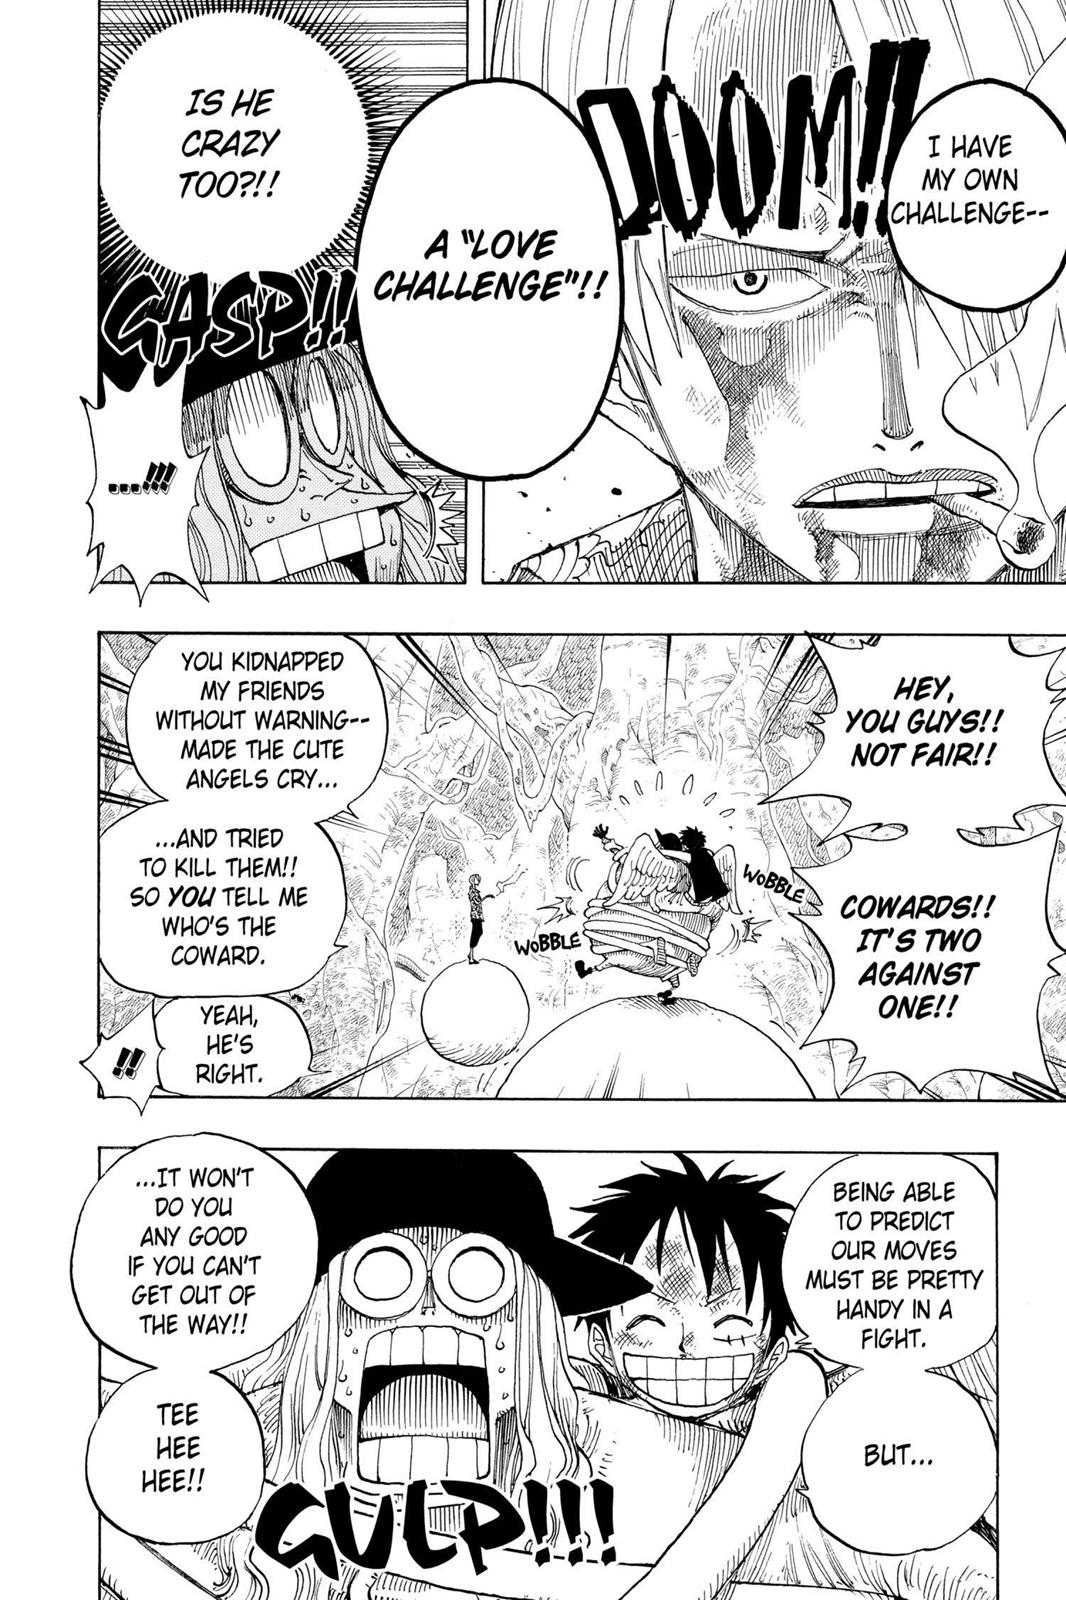 I HAVE
MY OWN
CHALLENGE--
DOOM!!
A "LOVE
CHALLENGE"!!
IS HE
CRAZY
TOO?!!
GASP!!
....!!!
HEY,
YOU GUYS!!
NOT FAIR!!
COWARDS!!
IT'S TWO
AGAINST
ONE!!
WOBBLE
WOBBLE
YOU KIDNAPPED
MY FRIENDS
WITHOUT WARNING--
MADE THE CUTE
ANGELS CRY...
...AND TRIED
TO KILL THEM!!
SO YOU TELL ME
WHO'S THE
COWARD.
YEAH,
HE'S
RIGHT.
!!
BEING ABLE
TO PREDICT
OUR MOVES
MUST BE PRETTY
HANDY IN A
FIGHT.
BUT...
...IT WON'T
DO YOU
ANY GOOD
IF YOU CAN'T
GET OUT OF
THE WAY!!
TEE
HEE
HEE!!
GULP!!!